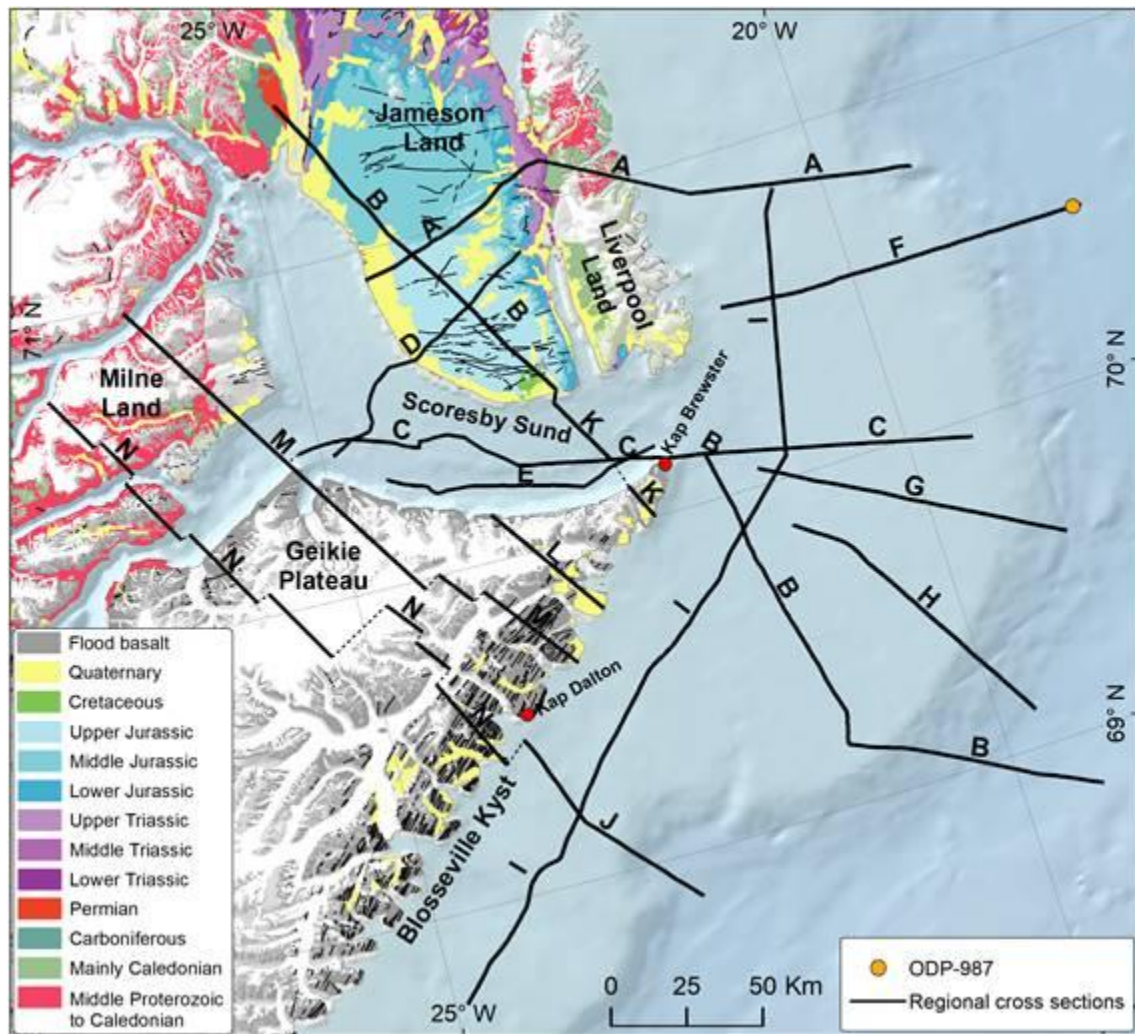 25° W
20° W
Jameson
Land
A
A
B
A
F
Liverpool
Land
71° N
B
I
D
70° N
Milne
Land
Kap Brewster
Scoresby Sund
K
N
M
C
C
B
C
E
G
K
Geikie
Plateau
L
N
B
H
N
M
I
Flood basalt
Quaternary
Cretaceous
Upper Jurassic
Middle Jurassic
Lower Jurassic
Upper Triassic
Middle Triassic
Lower Triassic
Permian
Carboniferous
Mainly Caledonian
Middle Proterozoic
to Caledonian
Kap Dalton
N
69° N
B
Blosseville Kyst
J
I
25° W
0 25 50 Km
ODP-987
Regional cross sections